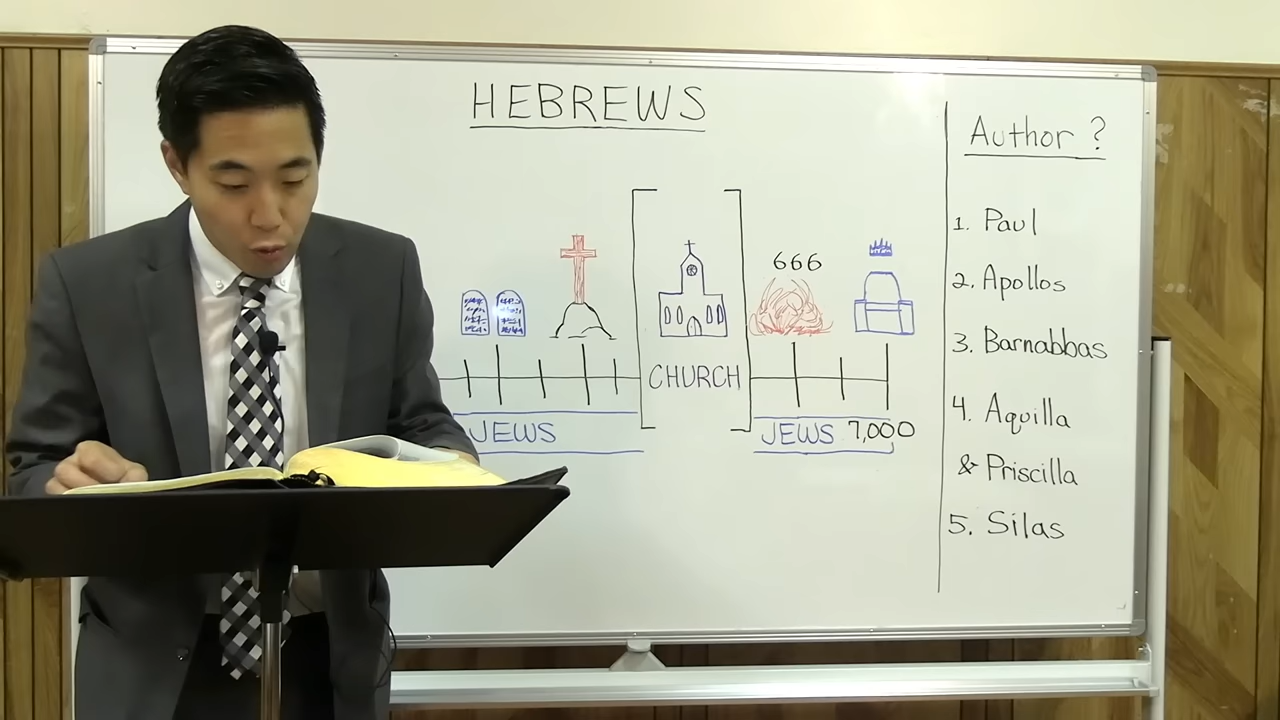 HEBREWS
666
CHURCH
JEWS
JEWS 7,000
Author ?
1. Paul
2. Apollos
3. Barnabbas
4. Aquilla
& Priscilla
5. Silas